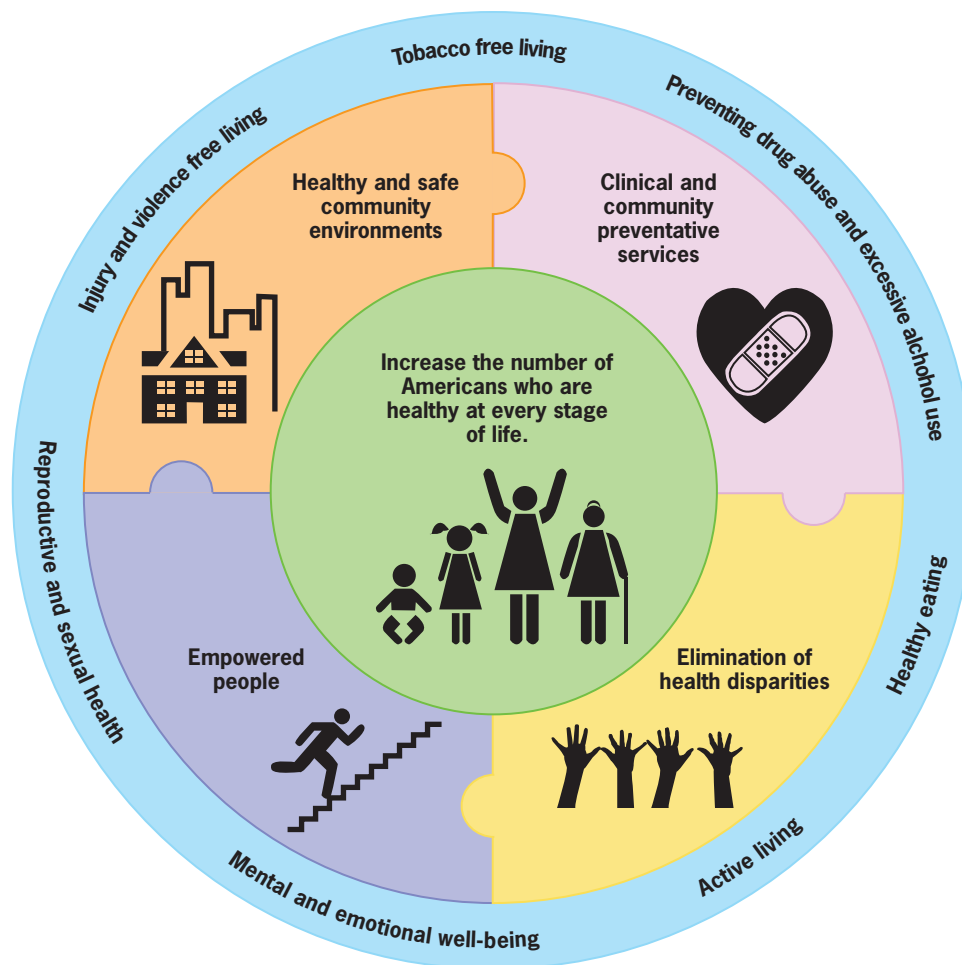 Tobacco free living
Preventing drug abuse and excessive alchohol use
Healthy eating
Active living
Mental and emotional well-being
Reproductive and sexual health
Injury and violence free living
Healthy and safe
community
environments
Clinical and
community
preventative
services
Increase the number of
Americans who are
healthy at every stage
of life.
Empowered
people
Elimination of
health disparities